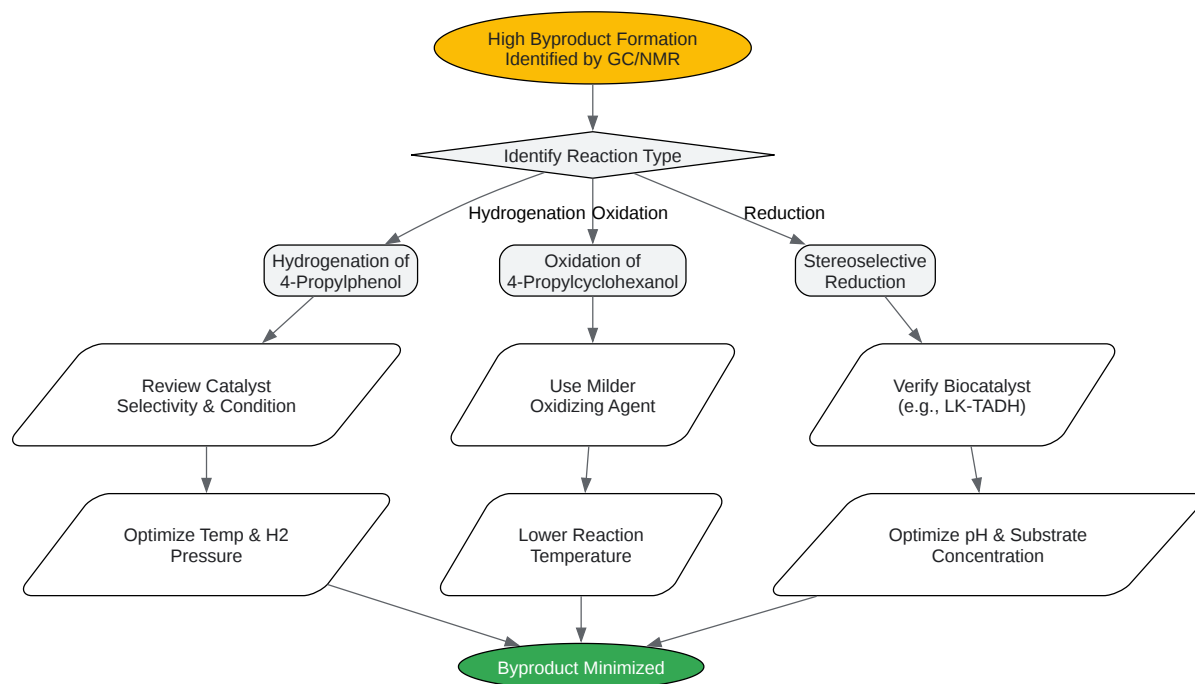 High Byproduct Formation
Identified by GC/NMR
Identify Reaction Type
Hydrogenation
Oxidation
Reduction
Hydrogenation of
4-Propylphenol
Oxidation of
4-Propylcyclohexanol
Stereoselective
Reduction
Review Catalyst
Selectivity & Condition
Use Milder
Oxidizing Agent
Verify Biocatalyst
(e.g., LK-TADH)
Optimize Temp & H2
Pressure
Lower Reaction
Temperature
Optimize pH & Substrate
Concentration
Byproduct Minimized